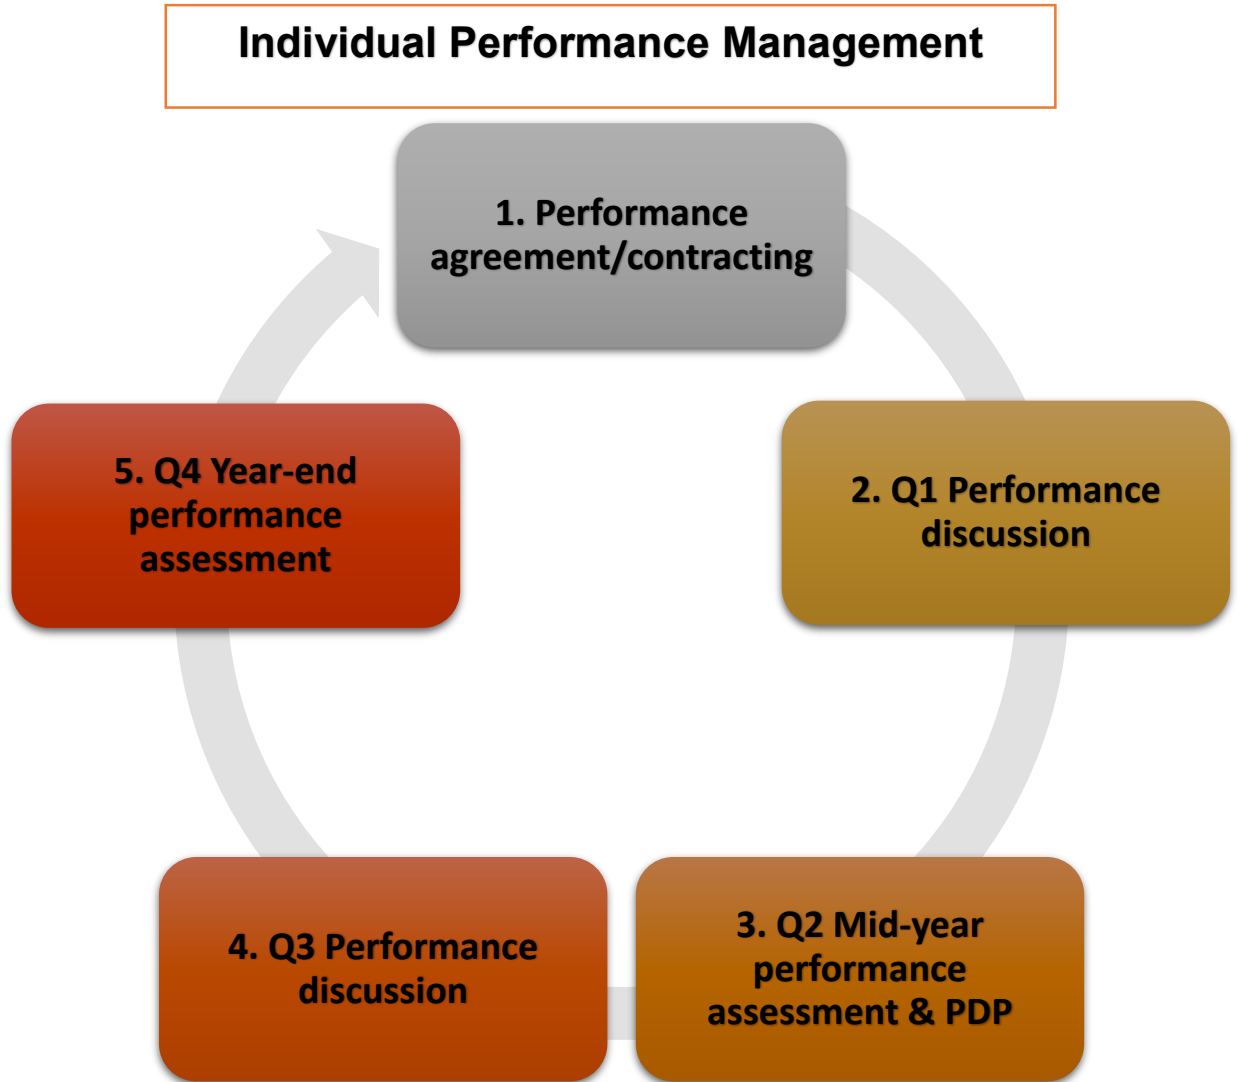 Individual Performance Management
1. Performance
agreement/contracting
2. Q1 Performance
discussion
3. Q2 Mid-year
performance
assessment & PDP
4. Q3 Performance
discussion
5. Q4 Year-end
performance
assessment